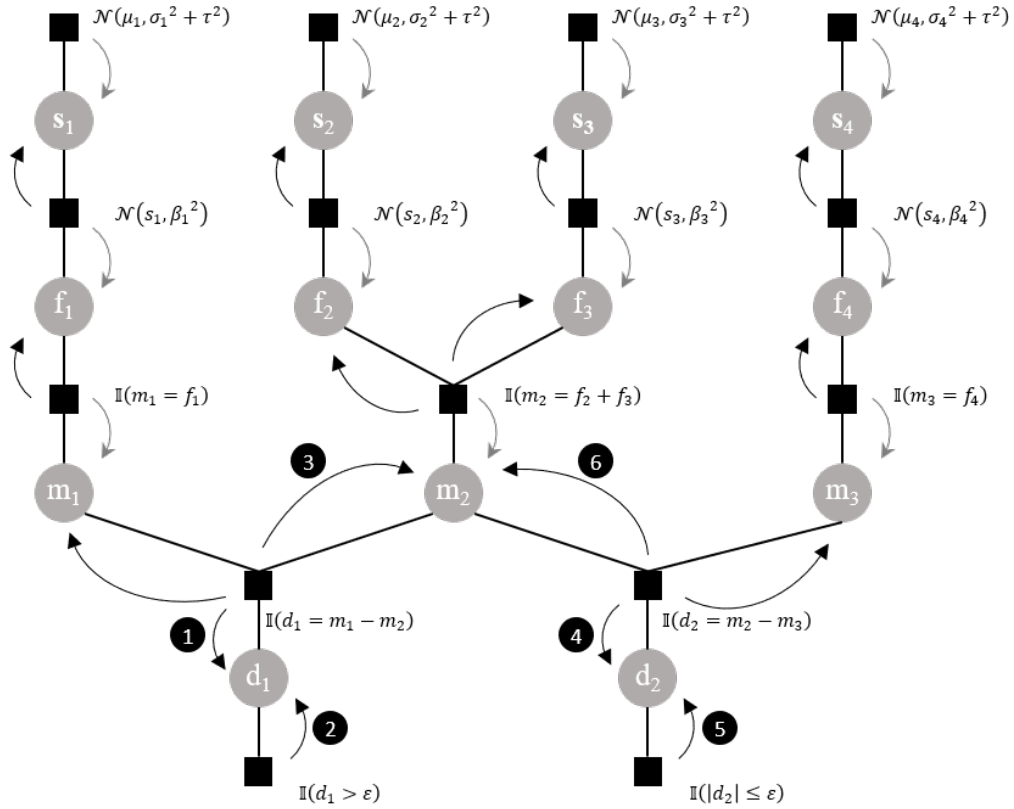 𝒩(μ₁, σ₁² + τ²) 𝒩(μ₂, σ₂² + τ²) 𝒩(μ₃, σ₃² + τ²) 𝒩(μ₄, σ₄² + τ²)
s₁ s₂ s₃ s₄
𝒩(s₁, β₁²) 𝒩(s₂, β₂²) 𝒩(s₃, β₃²) 𝒩(s₄, β₄²)
f₁ f₂ f₃ f₄
𝕀(m₁ = f₁) 𝕀(m₂ = f₂ + f₃) 𝕀(m₃ = f₄)
3 6
m₁ m₂ m₃
𝕀(d₁ = m₁ − m₂) 𝕀(d₂ = m₂ − m₃)
1 4
d₁ d₂
2 5
𝕀(d₁ > ε) 𝕀(|d₂| ≤ ε)